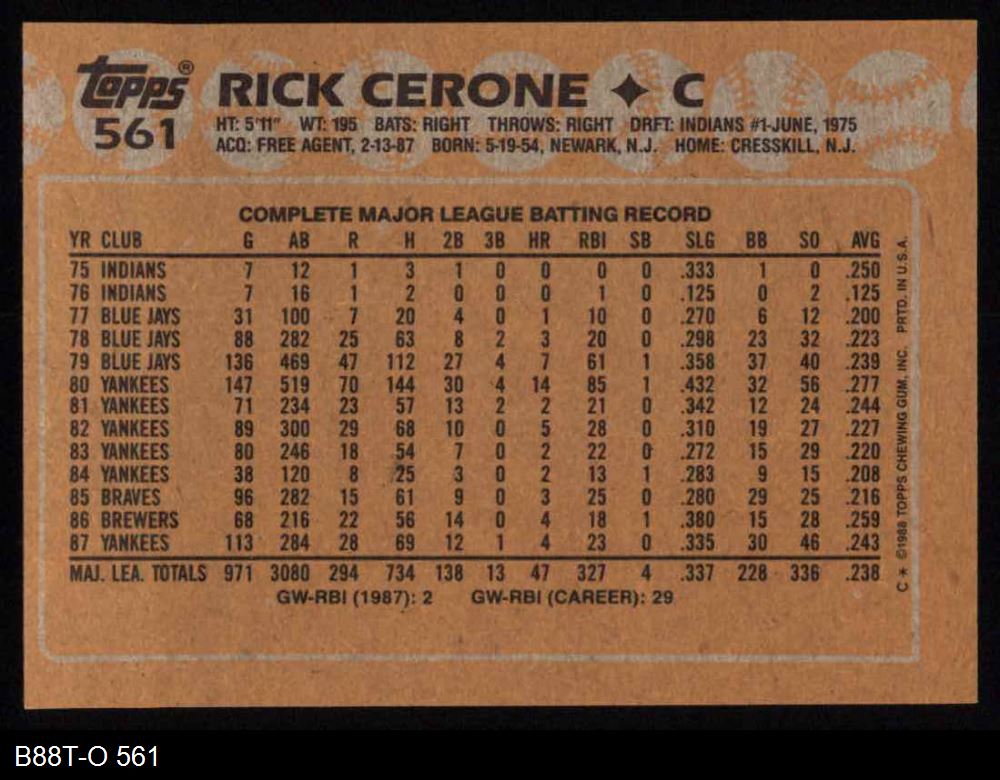 topps® RICK CERONE ✦ C
561
HT: 5'11" WT: 195 BATS: RIGHT THROWS: RIGHT DRFT: INDIANS #1-JUNE, 1975
ACQ: FREE AGENT, 2-13-87 BORN: 5-19-54, NEWARK, N.J. HOME: CRESSKILL, N.J.
COMPLETE MAJOR LEAGUE BATTING RECORD
YR CLUB G AB R H 2B 3B HR RBI SB SLG BB SO AVG
75 INDIANS 7 12 1 3 1 0 0 0 0 .333 1 0 .250
76 INDIANS 7 16 1 2 0 0 0 1 0 .125 0 2 .125
77 BLUE JAYS 31 100 7 20 4 0 1 10 0 .270 6 12 .200
78 BLUE JAYS 88 282 25 63 8 2 3 20 0 .298 23 32 .223
79 BLUE JAYS 136 469 47 112 27 4 7 61 1 .358 37 40 .239
80 YANKEES 147 519 70 144 30 4 14 85 1 .432 32 56 .277
81 YANKEES 71 234 23 57 13 2 2 21 0 .342 12 24 .244
82 YANKEES 89 300 29 68 10 0 5 28 0 .310 19 27 .227
83 YANKEES 80 246 18 54 7 0 2 22 0 .272 15 29 .220
84 YANKEES 38 120 8 25 3 0 2 13 1 .283 9 15 .208
85 BRAVES 96 282 15 61 9 0 3 25 0 .280 29 25 .216
86 BREWERS 68 216 22 56 14 0 4 18 1 .380 15 28 .259
87 YANKEES 113 284 28 69 12 1 4 23 0 .335 30 46 .243
MAJ. LEA. TOTALS 971 3080 294 734 138 13 47 327 4 .337 228 336 .238
GW-RBI (1987): 2 GW-RBI (CAREER): 29
C * ©1988 TOPPS CHEWING GUM, INC. PRTD. IN U.S.A.
B88T-O 561